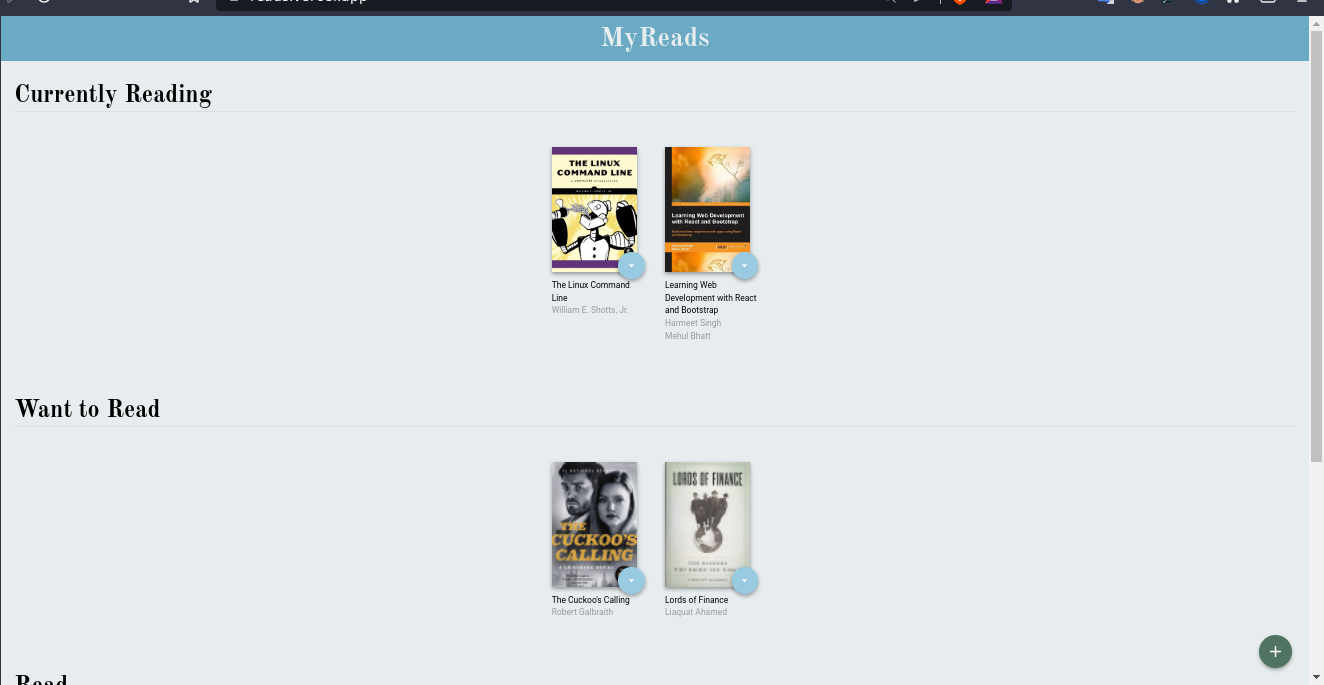 MyReads
Currently Reading
THE LINUX
COMMAND LINE
Learning Web Development
with React and Bootstrap
The Linux Command
Line
William E. Shotts, Jr.
Learning Web
Development with React
and Bootstrap
Harmeet Singh
Mehul Bhatt
Want to Read
THE
CUCKOO'S
CALLING
LORDS OF FINANCE
The Cuckoo's Calling
Robert Galbraith
Lords of Finance
Liaquat Ahamed
Read